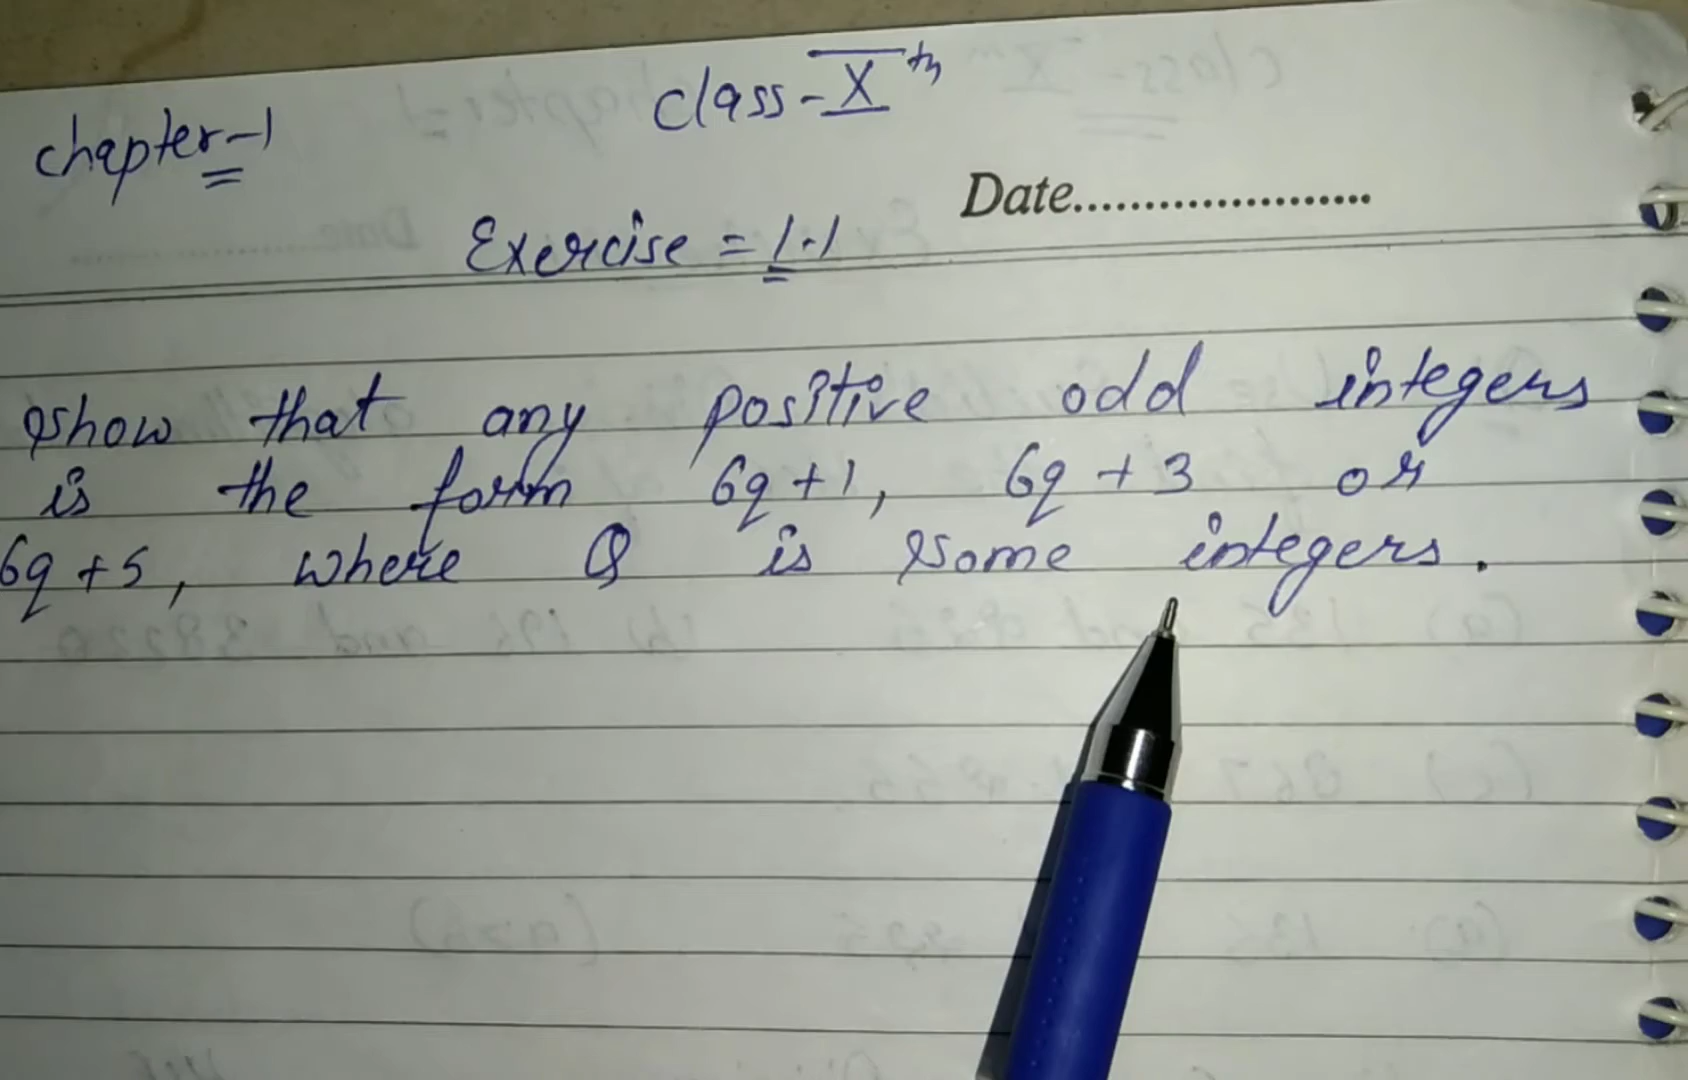 chapter-1
class-Xth
Date....................
Exercise = 1.1
show that any positive odd integers
is the form 6q+1, 6q+3 or
6q+5, where Q is some integers.